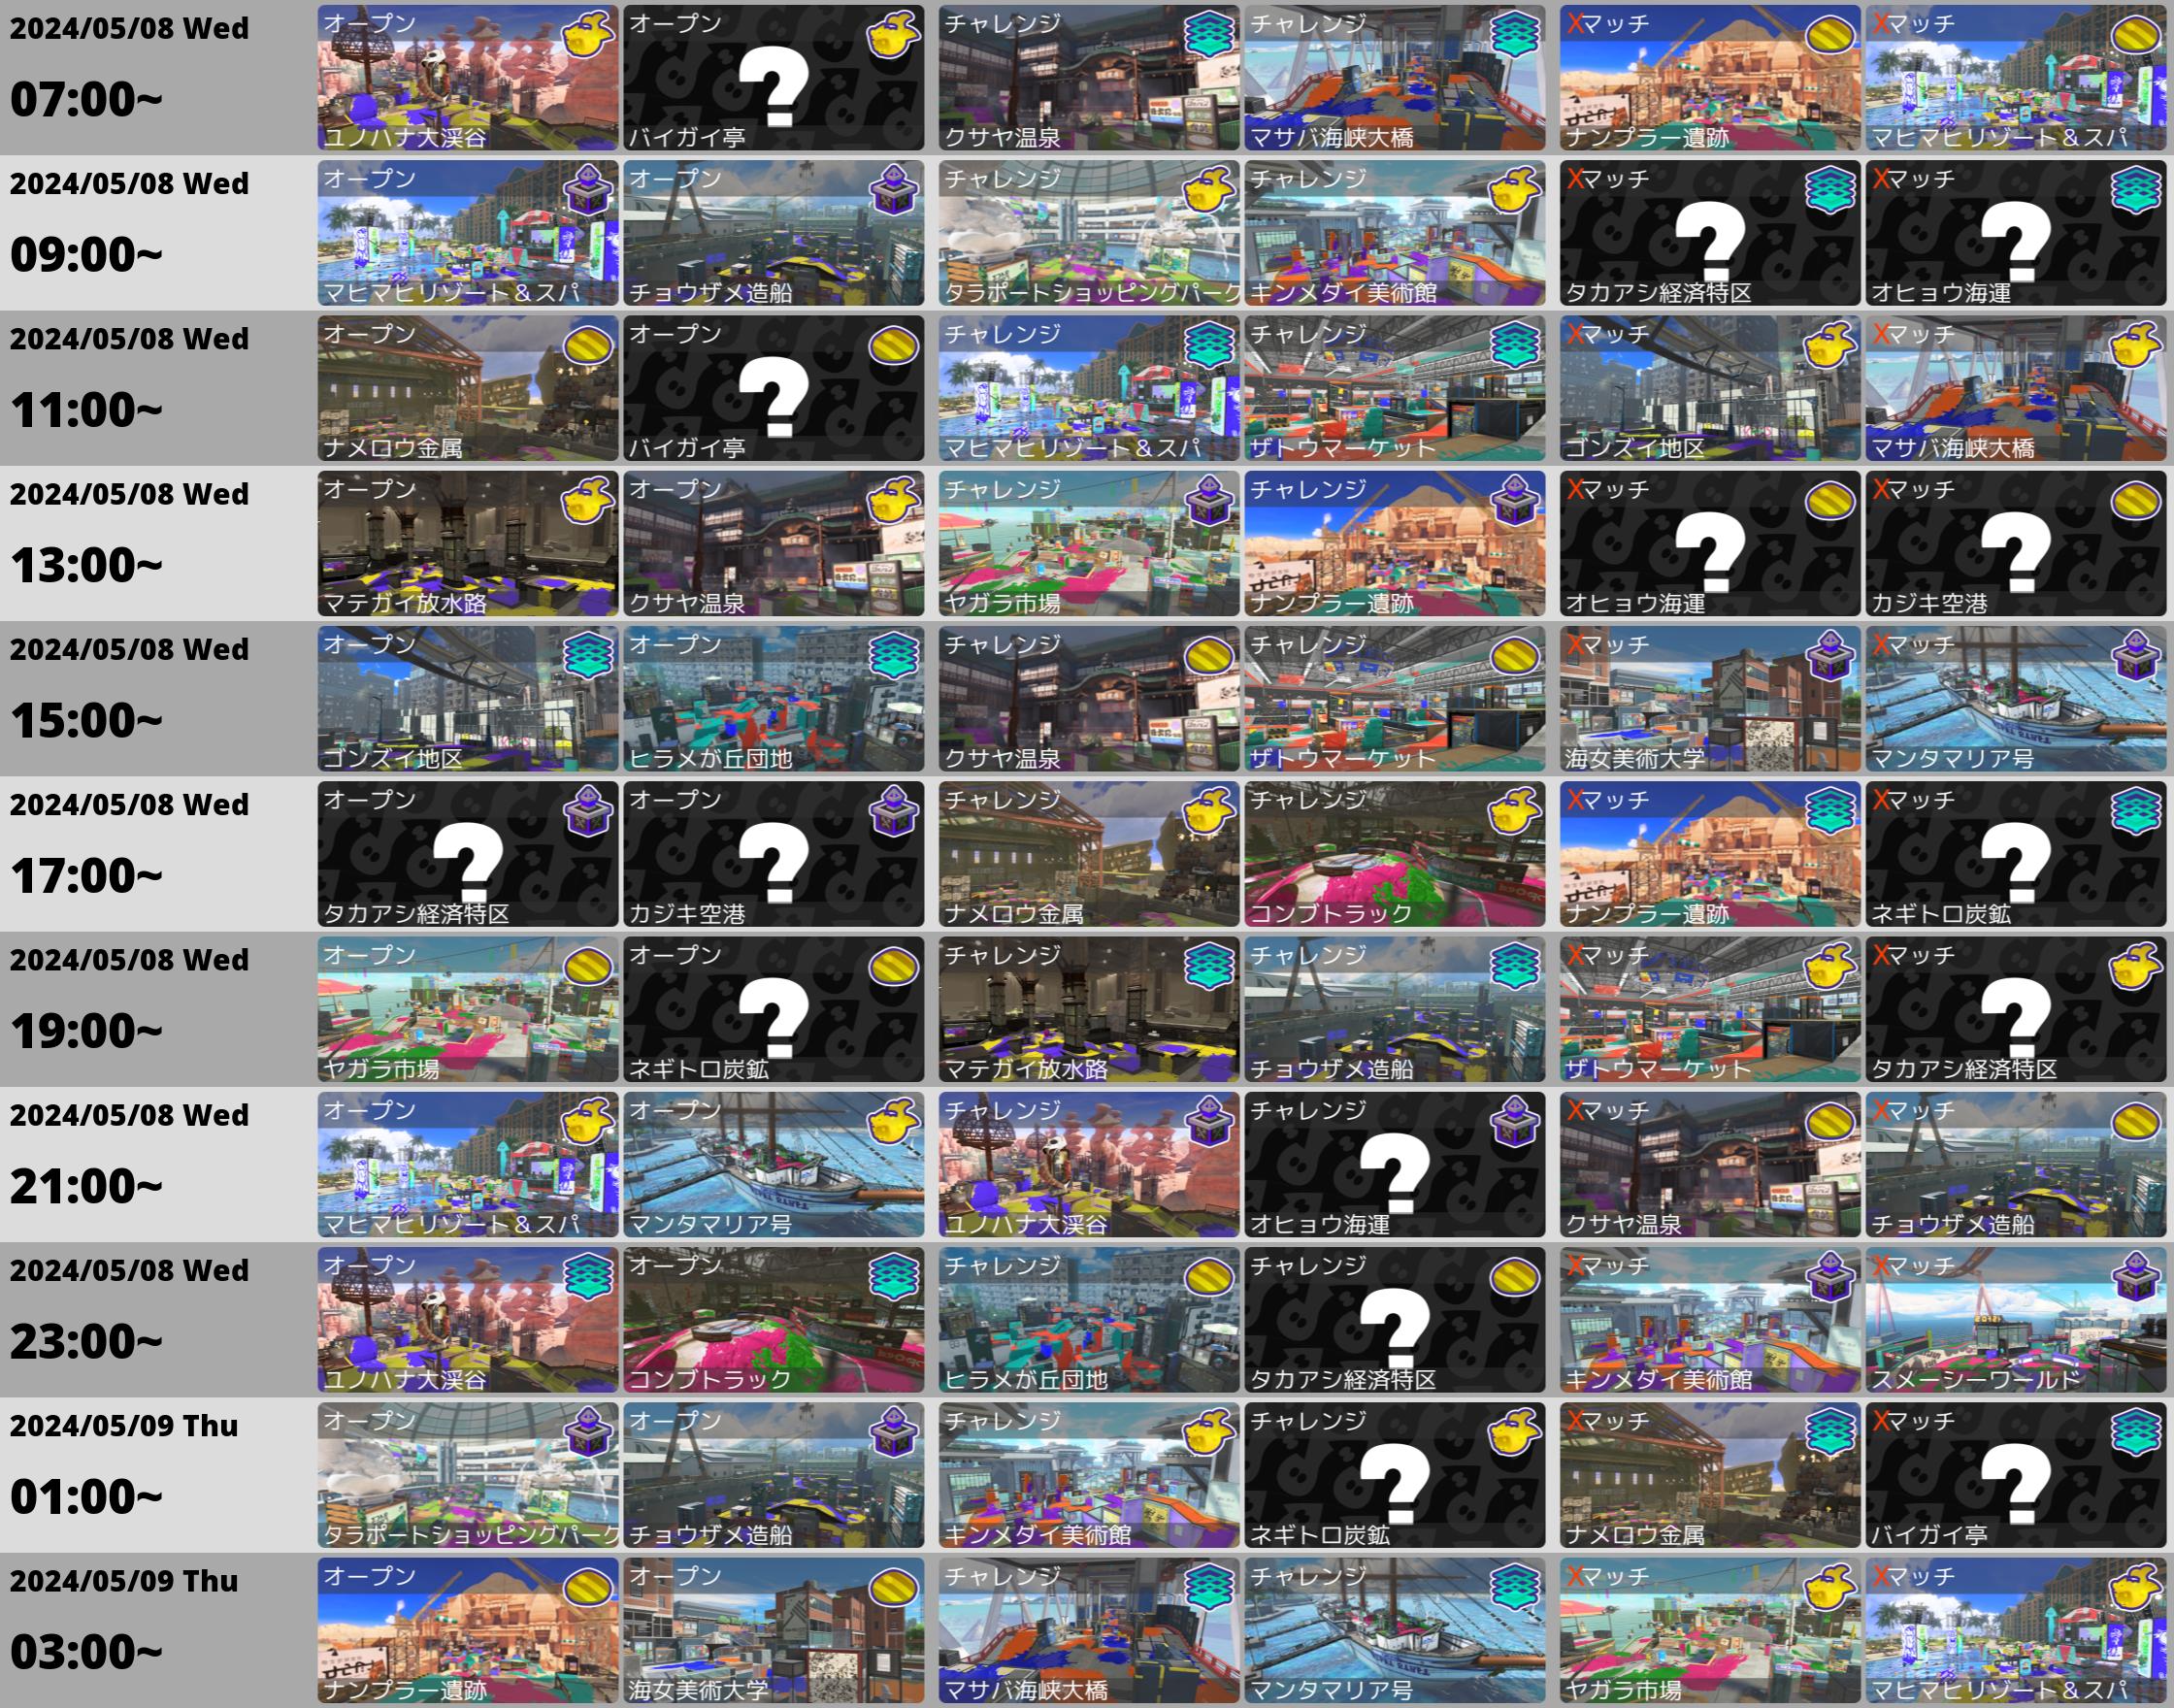 2024/05/08 Wed
07:00~
オープン
ユノハナ大渓谷
オープン
バイガイ亭
チャレンジ
クサヤ温泉
チャレンジ
マサバ海峡大橋
Xマッチ
ナンプラー遺跡
Xマッチ
マヒマヒリゾート＆スパ
2024/05/08 Wed
09:00~
オープン
マヒマヒリゾート＆スパ
オープン
チョウザメ造船
チャレンジ
タラポートショッピングパーク
チャレンジ
キンメダイ美術館
Xマッチ
タカアシ経済特区
Xマッチ
オヒョウ海運
2024/05/08 Wed
11:00~
オープン
ナメロウ金属
オープン
バイガイ亭
チャレンジ
マヒマヒリゾート＆スパ
チャレンジ
ザトウマーケット
Xマッチ
ゴンズイ地区
Xマッチ
マサバ海峡大橋
2024/05/08 Wed
13:00~
オープン
マテガイ放水路
オープン
クサヤ温泉
チャレンジ
ヤガラ市場
チャレンジ
ナンプラー遺跡
Xマッチ
オヒョウ海運
Xマッチ
カジキ空港
2024/05/08 Wed
15:00~
オープン
ゴンズイ地区
オープン
ヒラメが丘団地
チャレンジ
クサヤ温泉
チャレンジ
ザトウマーケット
Xマッチ
海女美術大学
Xマッチ
マンタマリア号
2024/05/08 Wed
17:00~
オープン
タカアシ経済特区
オープン
カジキ空港
チャレンジ
ナメロウ金属
チャレンジ
コンブトラック
Xマッチ
ナンプラー遺跡
Xマッチ
ネギトロ炭鉱
2024/05/08 Wed
19:00~
オープン
ヤガラ市場
オープン
ネギトロ炭鉱
チャレンジ
マテガイ放水路
チャレンジ
チョウザメ造船
Xマッチ
ザトウマーケット
Xマッチ
タカアシ経済特区
2024/05/08 Wed
21:00~
オープン
マヒマヒリゾート＆スパ
オープン
マンタマリア号
チャレンジ
ユノハナ大渓谷
チャレンジ
オヒョウ海運
Xマッチ
クサヤ温泉
Xマッチ
チョウザメ造船
2024/05/08 Wed
23:00~
オープン
ユノハナ大渓谷
オープン
コンブトラック
チャレンジ
ヒラメが丘団地
チャレンジ
タカアシ経済特区
Xマッチ
キンメダイ美術館
Xマッチ
スメーシーワールド
2024/05/09 Thu
01:00~
オープン
タラポートショッピングパーク
オープン
チョウザメ造船
チャレンジ
キンメダイ美術館
チャレンジ
ネギトロ炭鉱
Xマッチ
ナメロウ金属
Xマッチ
バイガイ亭
2024/05/09 Thu
03:00~
オープン
ナンプラー遺跡
オープン
海女美術大学
チャレンジ
マサバ海峡大橋
チャレンジ
マンタマリア号
Xマッチ
ヤガラ市場
Xマッチ
マヒマヒリゾート＆スパ